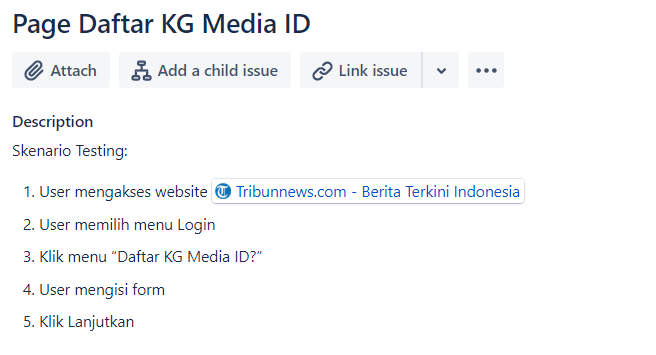 Page Daftar KG Media ID
Attach Add a child issue Link issue
Description
Skenario Testing:
1. User mengakses website Tribunnews.com - Berita Terkini Indonesia
2. User memilih menu Login
3. Klik menu “Daftar KG Media ID?”
4. User mengisi form
5. Klik Lanjutkan